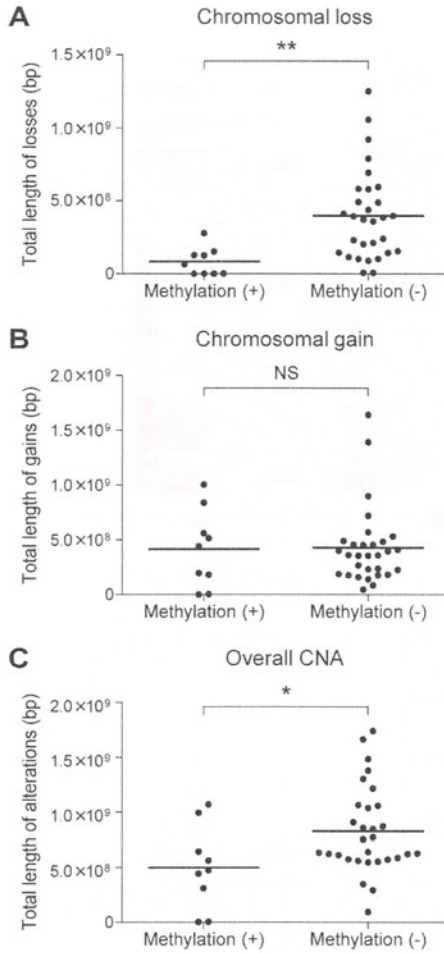 A Chromosomal loss
**
Total length of losses (bp)
1.5×10⁹
1.0×10⁹
5.0×10⁸
0
Methylation (+) Methylation (-)
B Chromosomal gain
NS
Total length of gains (bp)
2.0×10⁹
1.5×10⁹
1.0×10⁹
5.0×10⁸
0
Methylation (+) Methylation (-)
C Overall CNA
*
Total length of alterations (bp)
2.0×10⁹
1.5×10⁹
1.0×10⁹
5.0×10⁸
0
Methylation (+) Methylation (-)